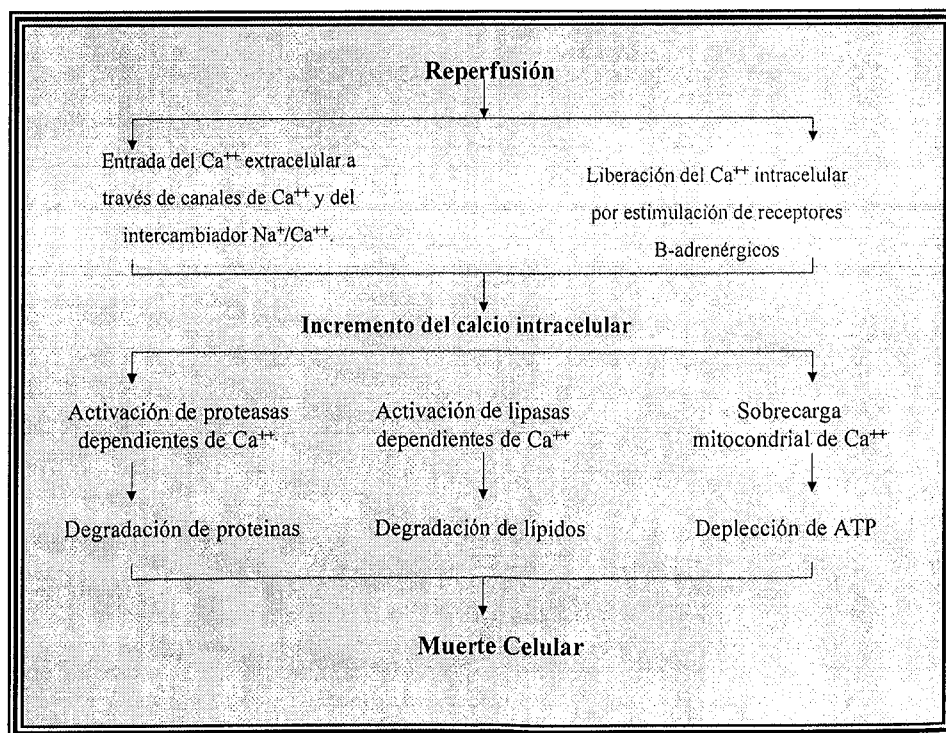 Reperfusión
Entrada del Ca⁺⁺ extracelular a
través de canales de Ca⁺⁺ y del
intercambiador Na⁺/Ca⁺⁺.
Liberación del Ca⁺⁺ intracelular
por estimulación de receptores
B-adrenérgicos
Incremento del calcio intracelular
Activación de proteasas
dependientes de Ca⁺⁺.
Activación de lipasas
dependientes de Ca⁺⁺
Sobrecarga
mitocondrial de Ca⁺⁺
Degradación de proteinas
Degradación de lípidos
Deplección de ATP
Muerte Celular